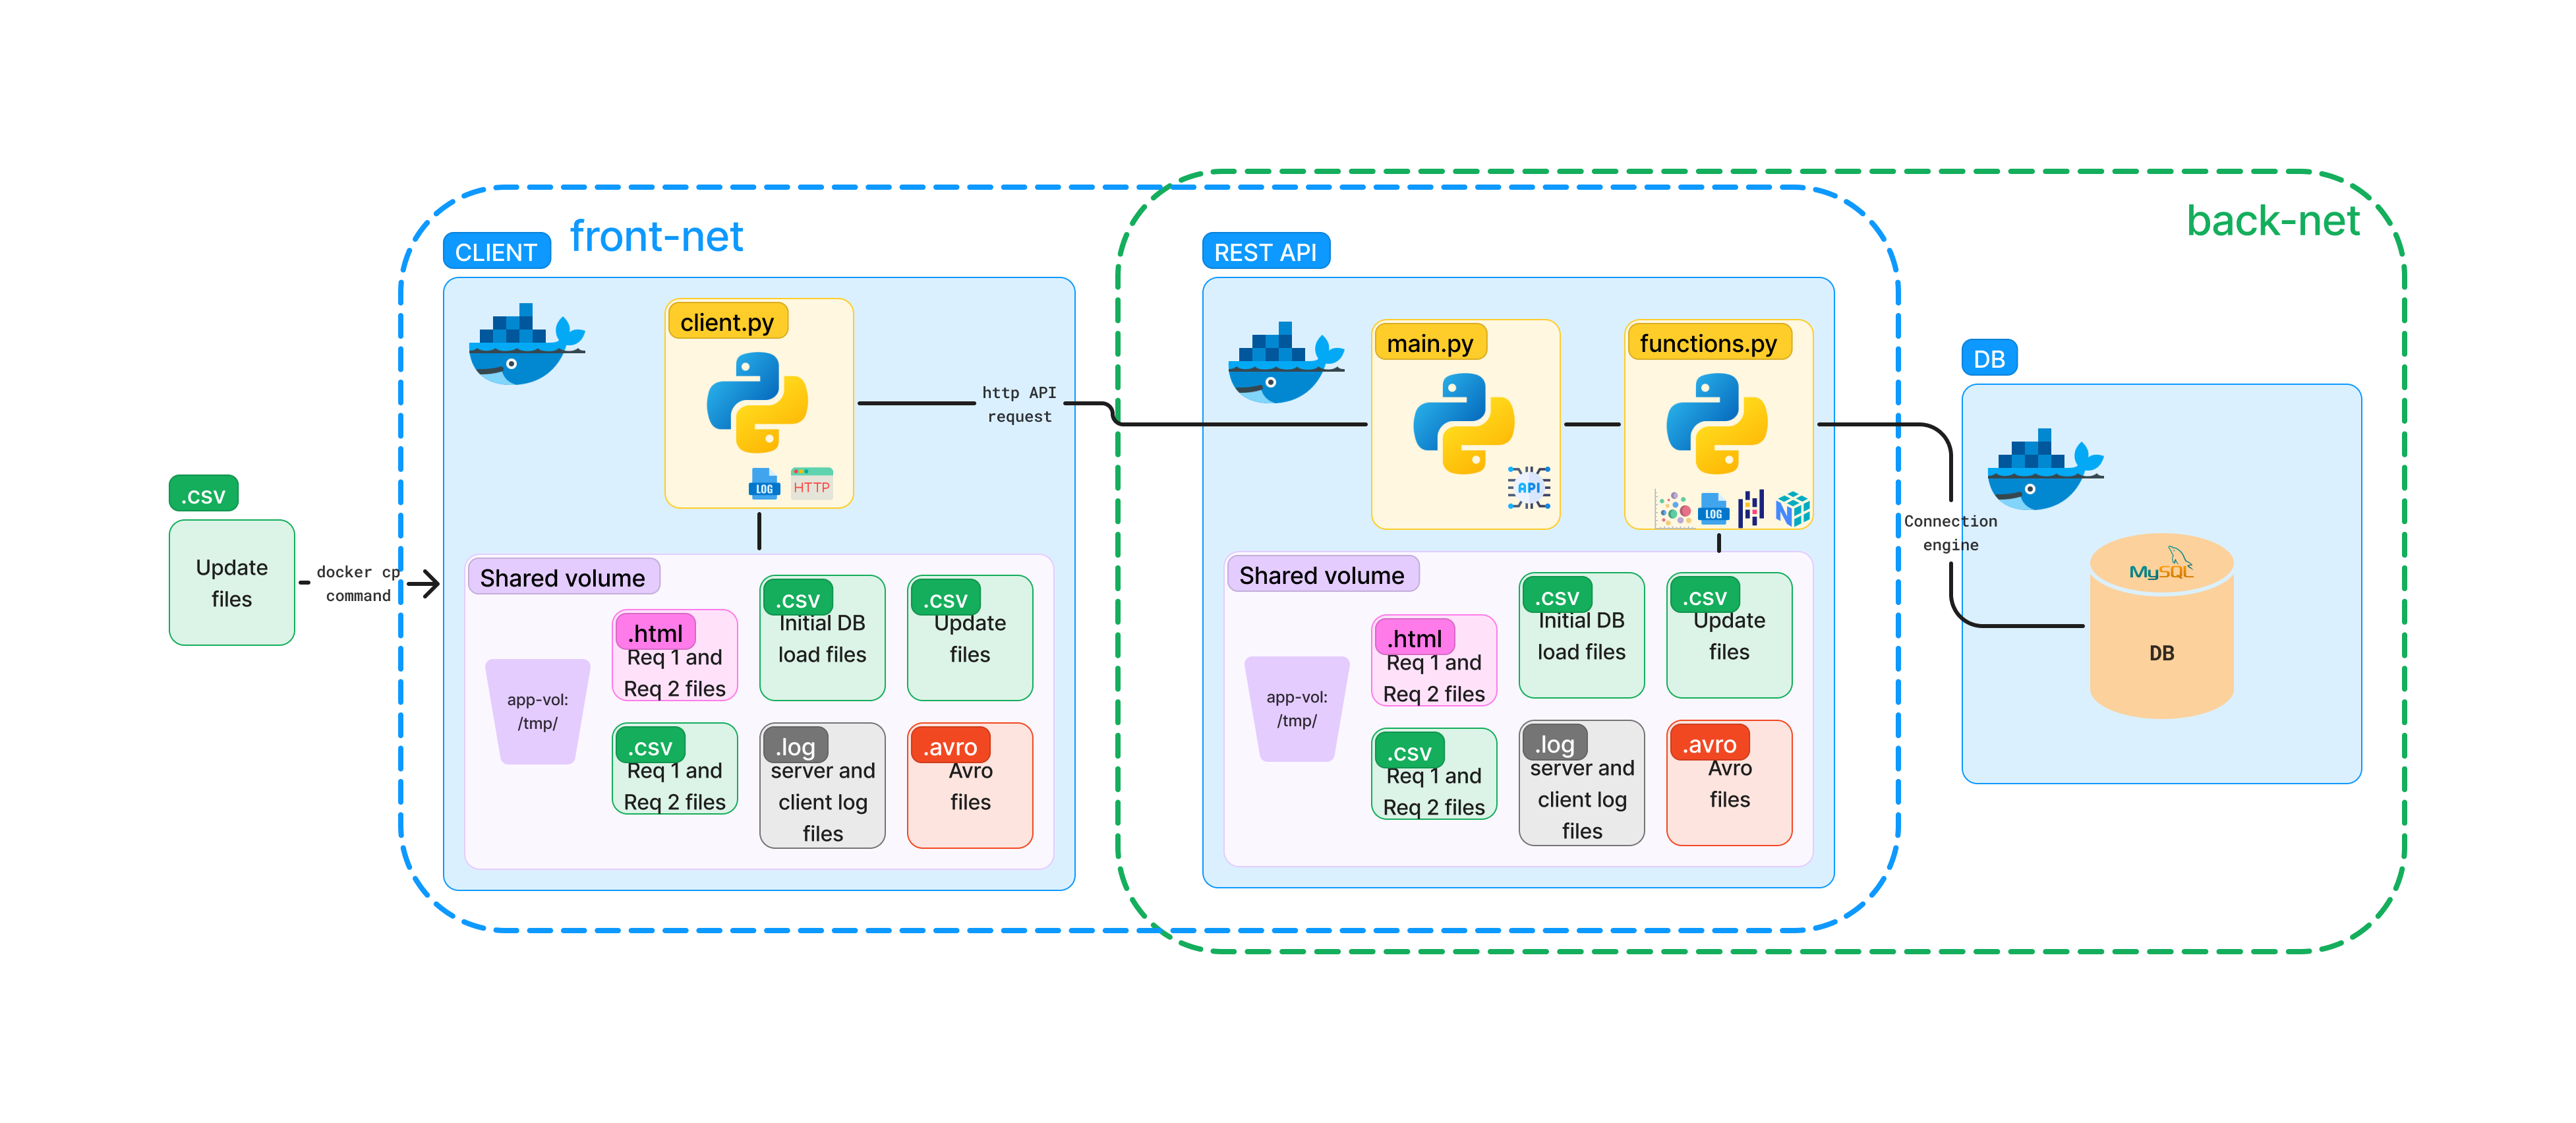 front-net
back-net
CLIENT
REST API
DB
client.py
LOG
HTTP
http API
request
main.py
API
functions.py
LOG
Connection
engine
MySQL
DB
.csv
Update
files
docker cp
command
Shared volume
app-vol:
/tmp/
.html
Req 1 and
Req 2 files
.csv
Initial DB
load files
.csv
Update
files
.csv
Req 1 and
Req 2 files
.log
server and
client log
files
.avro
Avro
files
Shared volume
app-vol:
/tmp/
.html
Req 1 and
Req 2 files
.csv
Initial DB
load files
.csv
Update
files
.csv
Req 1 and
Req 2 files
.log
server and
client log
files
.avro
Avro
files